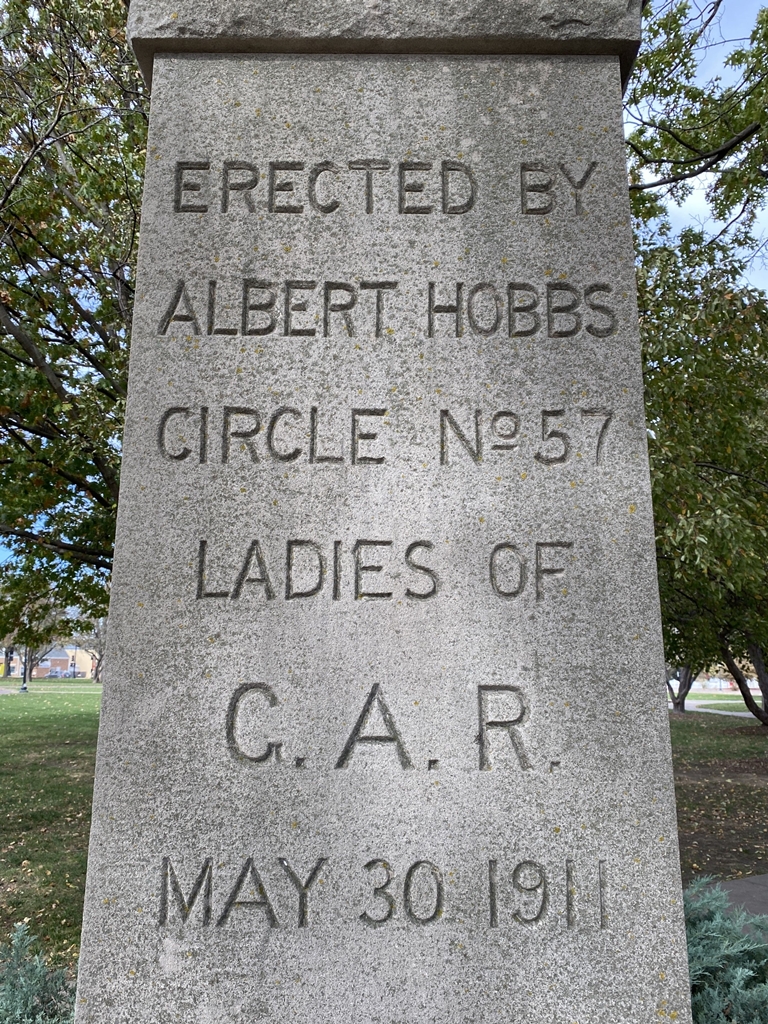 ERECTED BY
ALBERT HOBBS
CIRCLE Nº 57
LADIES OF
G.A.R.
MAY 30 1911